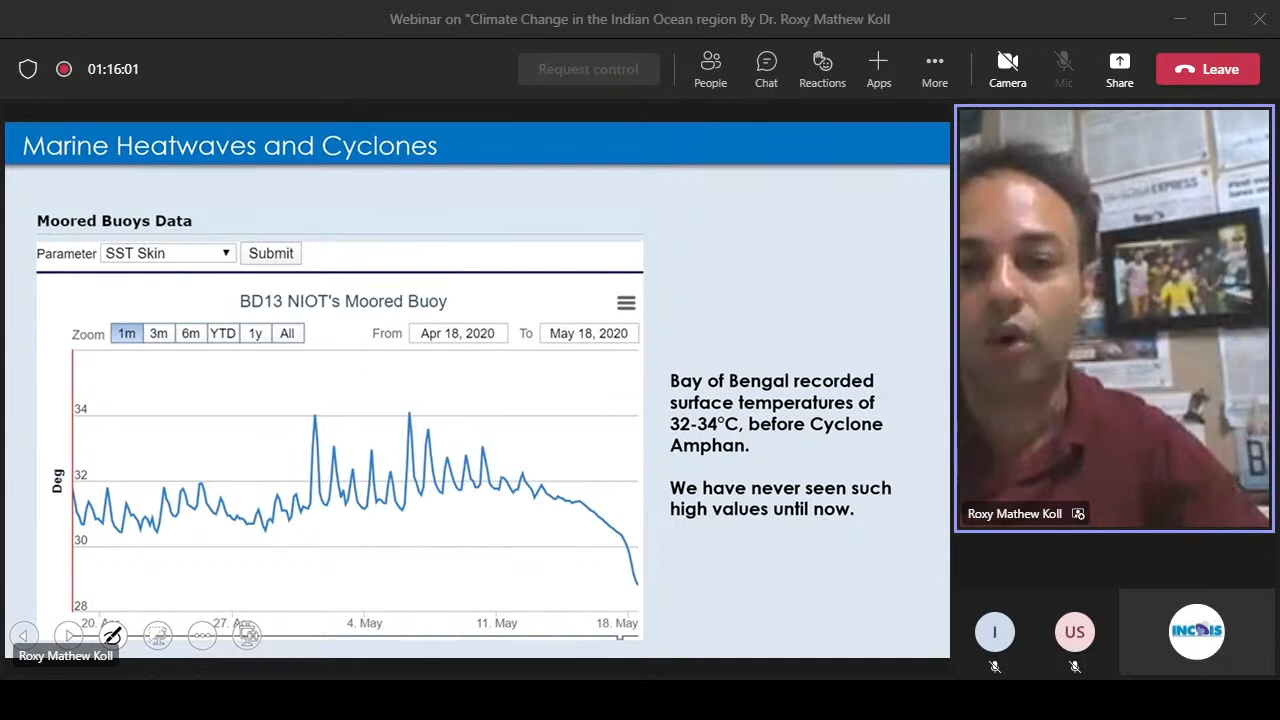 Webinar on "Climate Change in the Indian Ocean region By Dr. Roxy Mathew Koll
01:16:01
Request control
People
Chat
Reactions
Apps
More
Camera
Mic
Share
Leave
Marine Heatwaves and Cyclones
Moored Buoys Data
Parameter SST Skin Submit
BD13 NIOT's Moored Buoy
Zoom 1m 3m 6m YTD 1y All From Apr 18, 2020 To May 18, 2020
34
32
30
28
Deg
4. May 11. May 18. May
Bay of Bengal recorded
surface temperatures of
32-34°C, before Cyclone
Amphan.
We have never seen such
high values until now.
Roxy Mathew Koll
EXPRESS
Roxy Mathew Koll
I
US
INCOIS